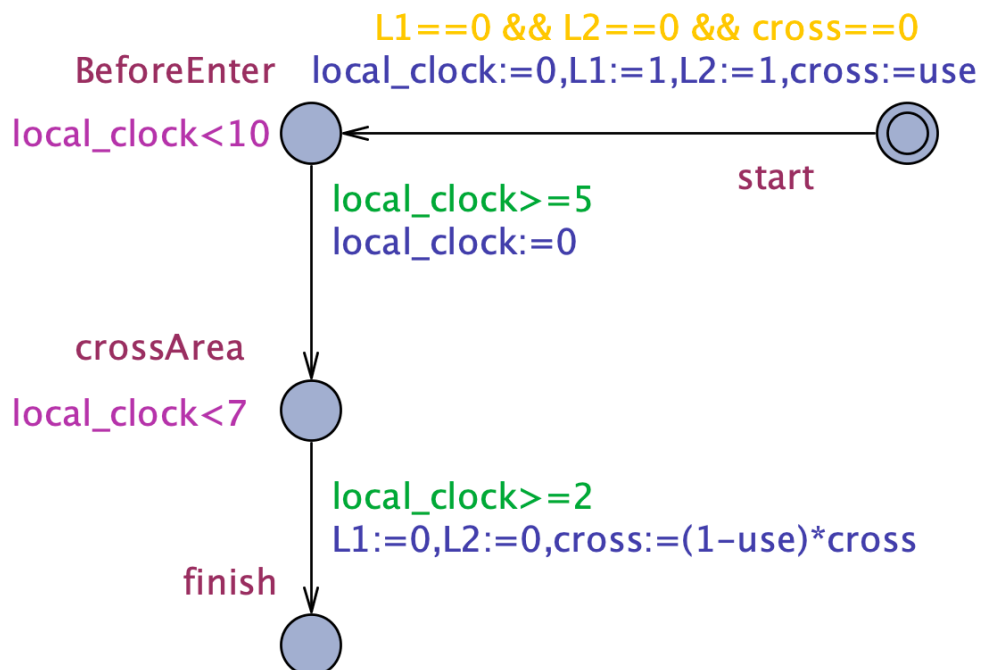 L1==0 && L2==0 && cross==0
BeforeEnter
local_clock:=0,L1:=1,L2:=1,cross:=use
local_clock<10
start
local_clock>=5
local_clock:=0
crossArea
local_clock<7
local_clock>=2
L1:=0,L2:=0,cross:=(1-use)*cross
finish